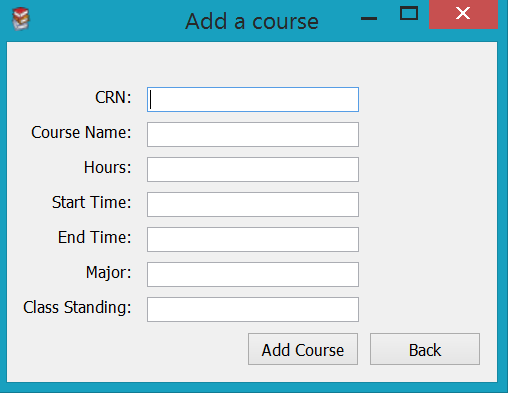 Add a course
CRN:
Course Name:
Hours:
Start Time:
End Time:
Major:
Class Standing:
Add Course Back